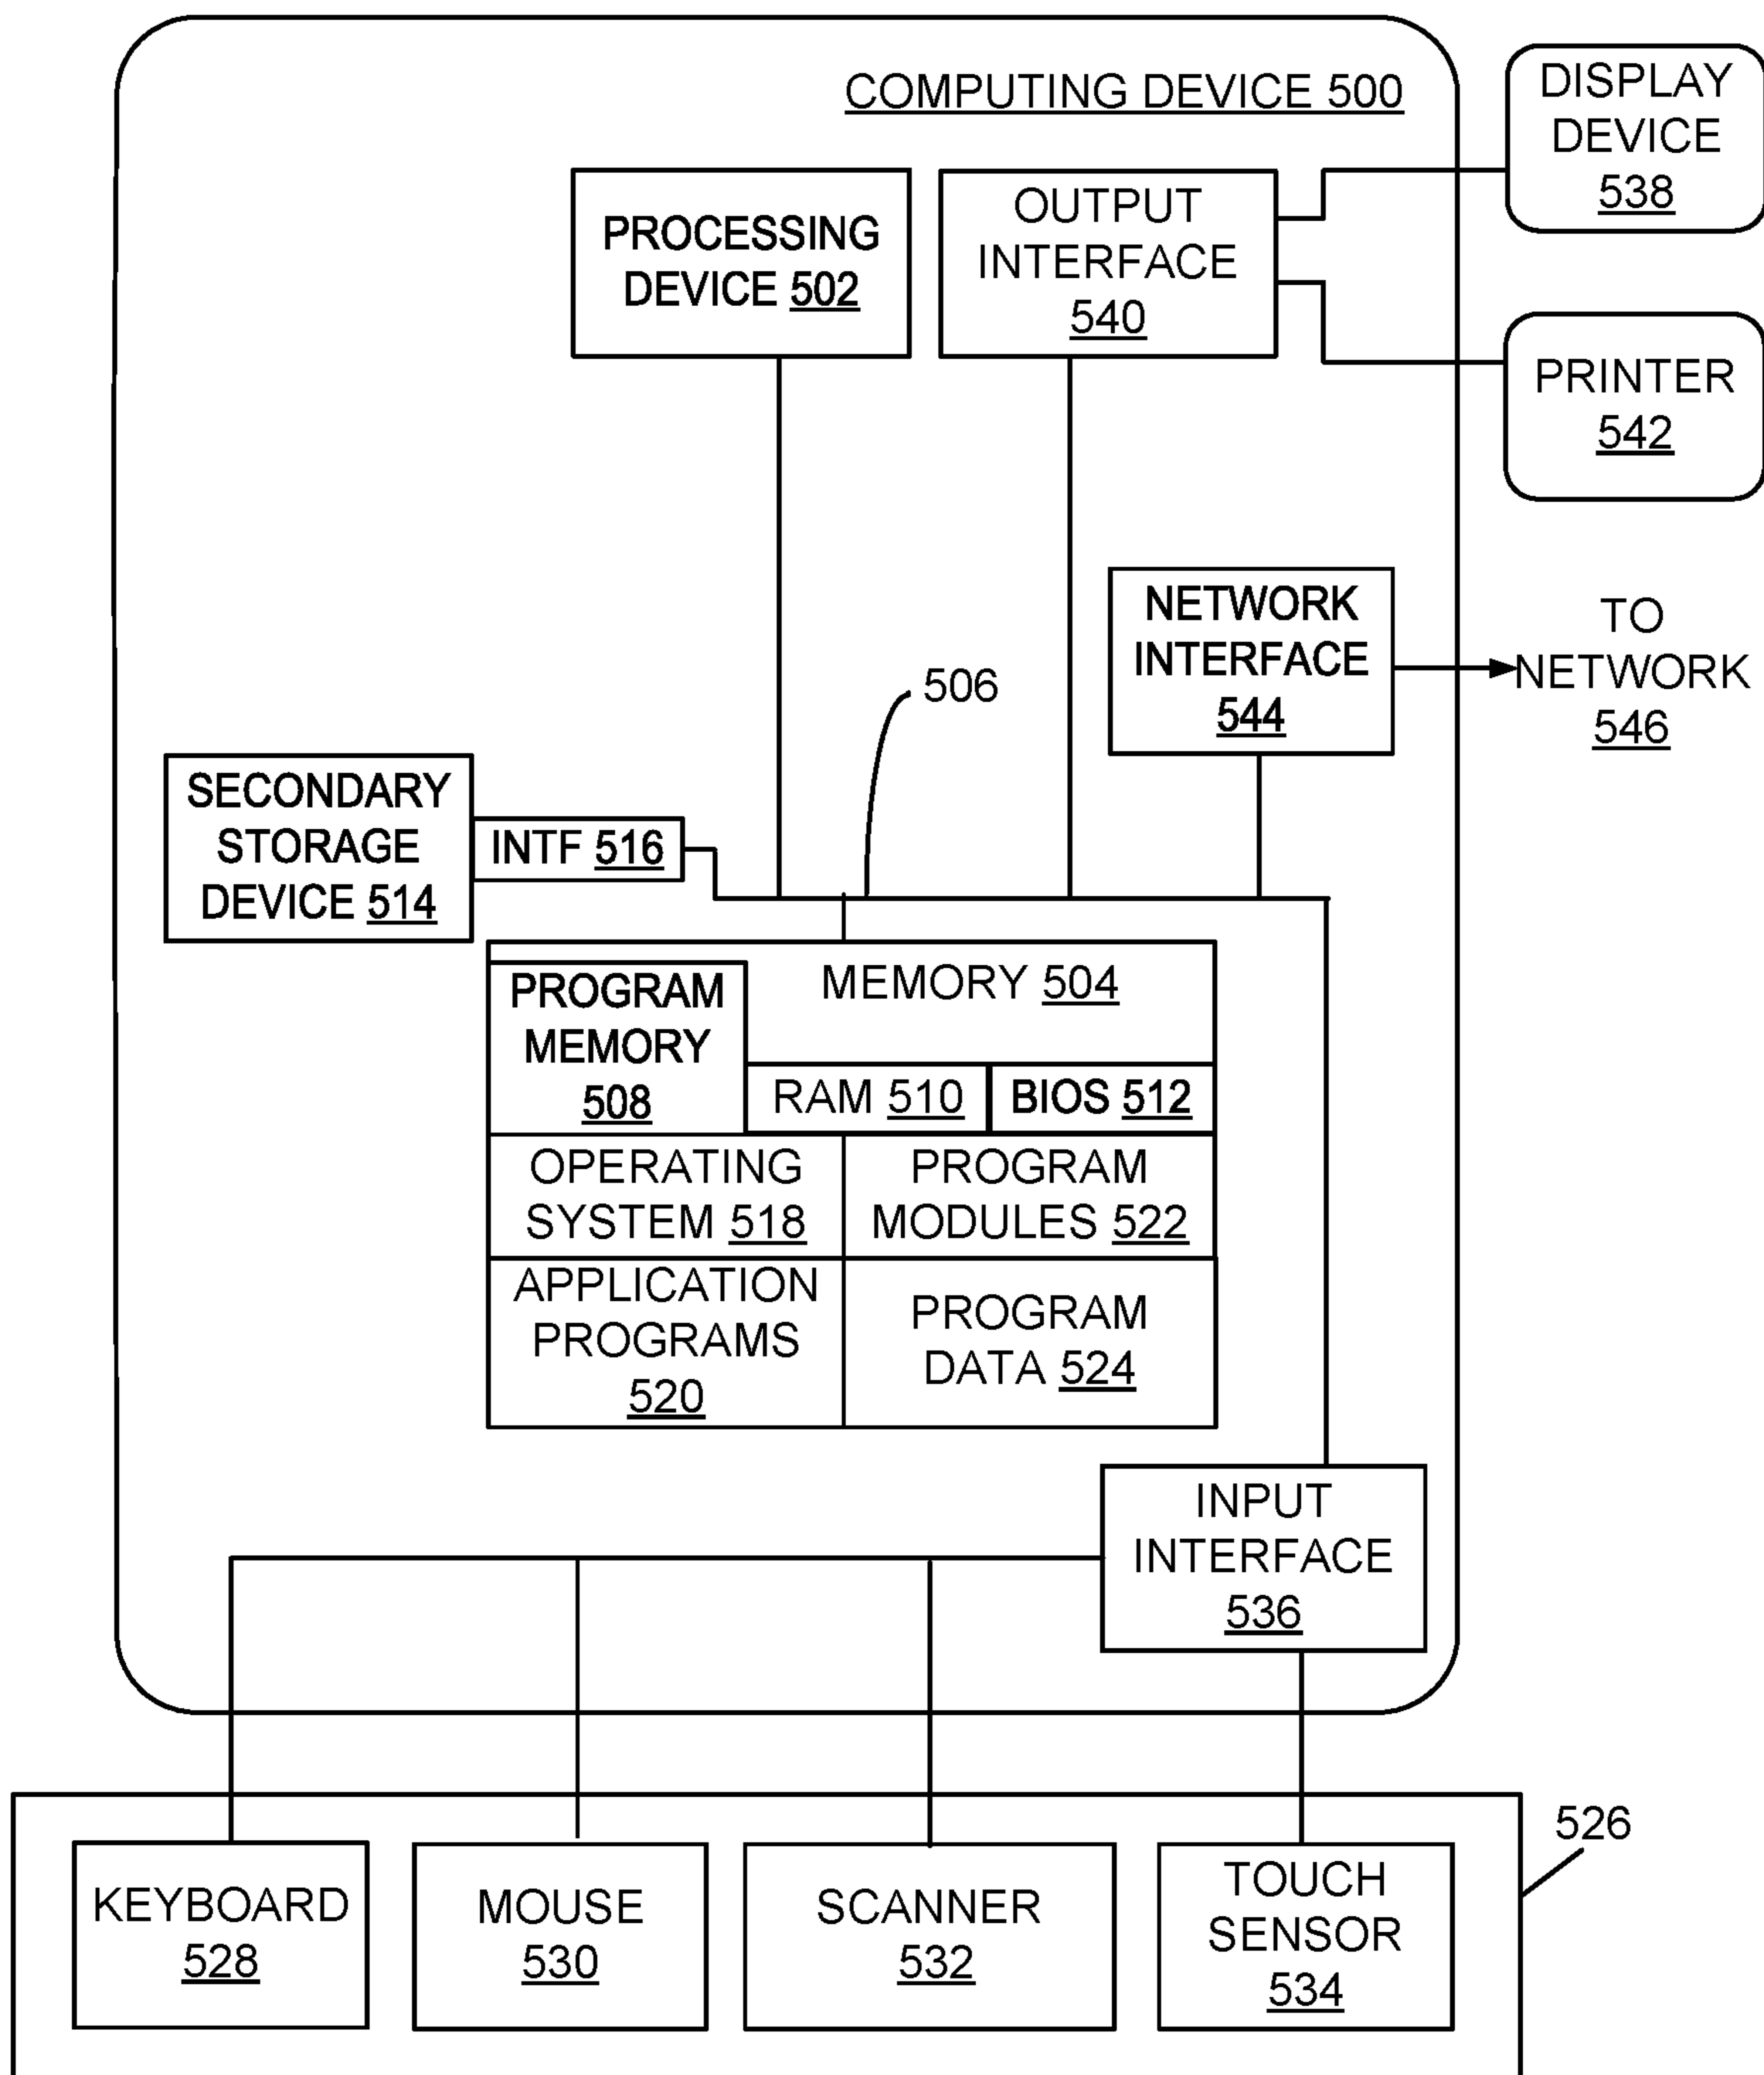 COMPUTING DEVICE 500
DISPLAY
DEVICE
538
PROCESSING
DEVICE 502
OUTPUT
INTERFACE
540
PRINTER
542
NETWORK
INTERFACE
544
TO
NETWORK
546
506
SECONDARY
STORAGE
DEVICE 514
INTF 516
MEMORY 504
PROGRAM
MEMORY
508
RAM 510
BIOS 512
OPERATING
SYSTEM 518
PROGRAM
MODULES 522
APPLICATION
PROGRAMS
520
PROGRAM
DATA 524
INPUT
INTERFACE
536
526
KEYBOARD
528
MOUSE
530
SCANNER
532
TOUCH
SENSOR
534